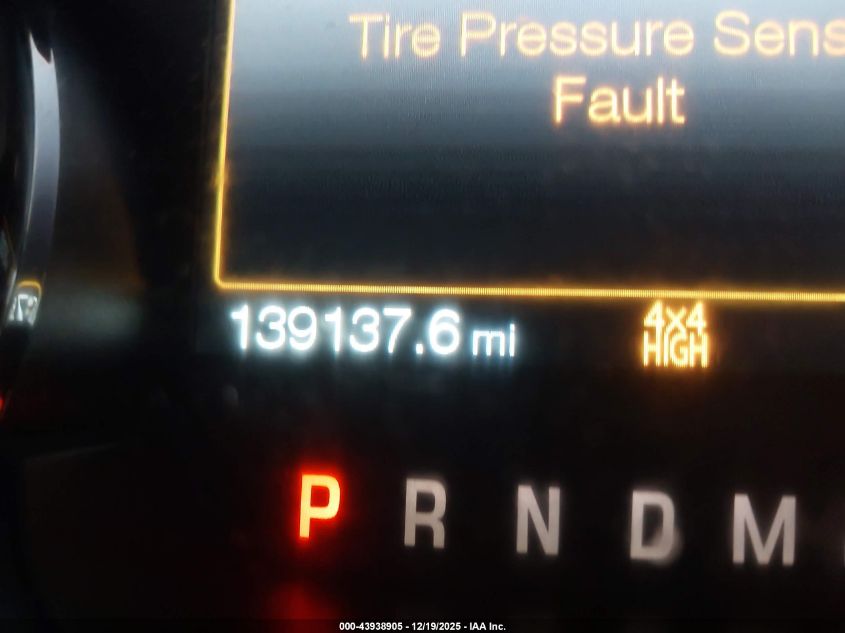 Tire Pressure Sens
Fault
139137.6 mi
4x4
HIGH
P R N D M
000-43938905 - 12/19/2025 - IAA Inc.